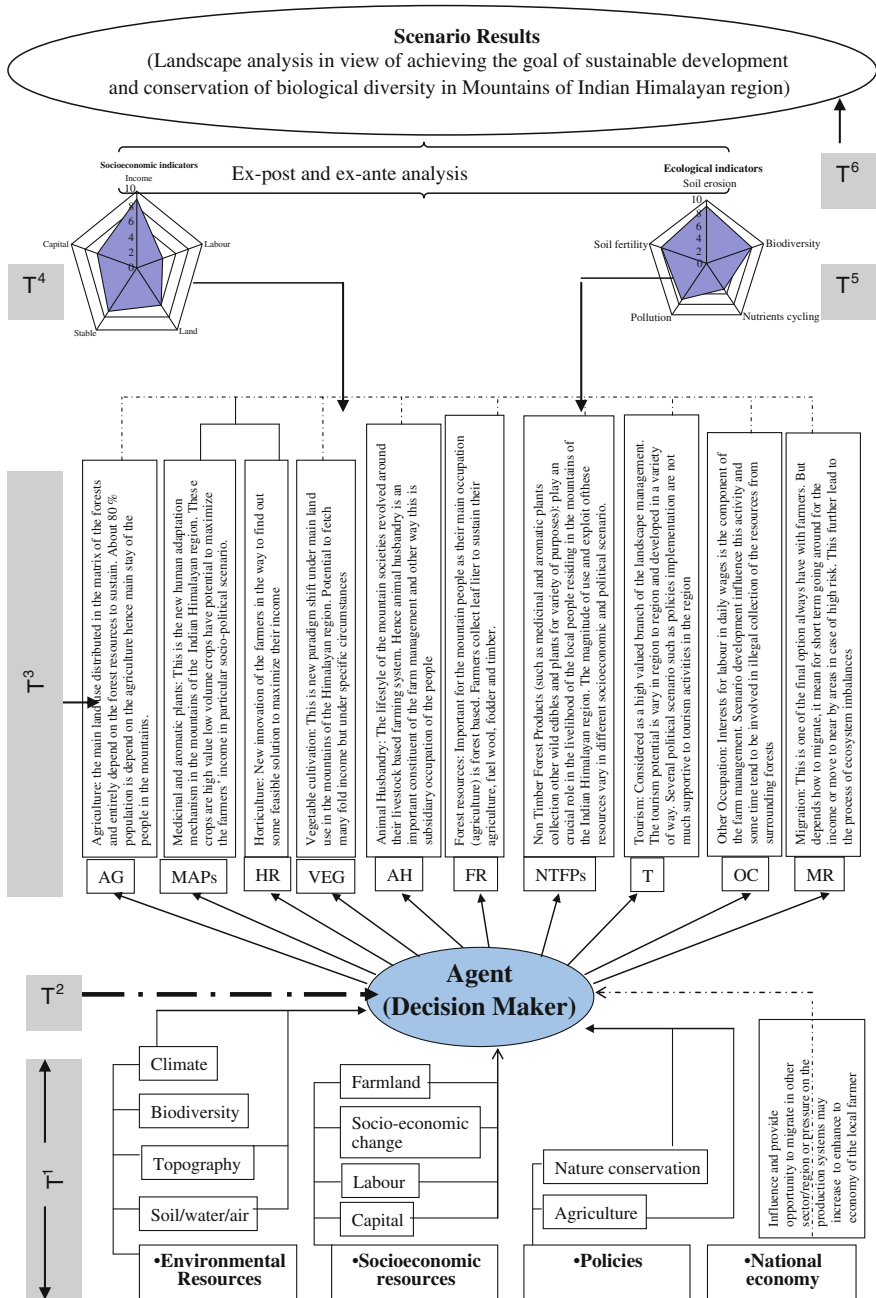 Scenario Results
(Landscape analysis in view of achieving the goal of sustainable development
and conservation of biological diversity in Mountains of Indian Himalayan region)
Socioeconomic indicators
Income
10
8
6
4
2
0
Capital
Labour
Stable
Land
Ex-post and ex-ante analysis
Ecological indicators
Soil erosion
10
8
6
4
2
0
Soil fertility
Biodiversity
Pollution
Nutrients cycling
T6
T4
T5
T3
Agriculture: the main land use distributed in the matrix of the forests
and entirely depend on the forest resources to sustain. About 80 %
population is depend on the agriculture hence main stay of the
people in the mountains.
Medicinal and aromatic plants: This is the new human adaptation
mechanism in the mountains of the Indian Himalayan region. These
crops are high value low volume crops have potential to maximize
the farmers' income in particular socio-political scenario.
Horticulture: New innovation of the farmers in the way to find out
some feasible solution to maximize their income
Vegetable cultivation: This is new paradigm shift under main land
use in the mountains of the Himalayan region. Potential to fetch
many fold income but under specific circumstances
Animal Husbandry: The lifestyle of the mountain societies revolved around
their livestock based farming system. Hence animal husbandry is an
important constituent of the farm management and other way this is
subsidiary occupation of the people
Forest resources: Important for the mountain people as their main occupation
(agriculture) is forest based. Farmers collect leaf liter to sustain their
agriculture, fuel wool, fodder and timber.
Non Timber Forest Products (such as medicinal and aromatic plants
collection other wild edibles and plants for variety of purposes): play an
crucial role in the livelihood of the local people residing in the mountains of
the Indian Himalayan region. The magnitude of use and exploit ofthese
resources vary in different socioeconomic and political scenario.
Tourism: Considered as a high valued branch of the landscape management.
The tourism potential is vary in region to region and developed in a variety
of way. Several political scenario such as policies implementation are not
much supportive to tourism activities in the region
Other Occupation: Interests for labour in daily wages is the component of
the farm management. Scenario development influence this activity and
some time tend to be involved in illegal collection of the resources from
surrounding forests
Migration: This is one of the final option always have with farmers. But
depends how to migrate, it mean for short term going around for the
income or move to near by areas in case of high risk. This further lead to
the process of ecosystem imbalances
AG
MAPs
HR
VEG
AH
FR
NTFPs
T
OC
MR
T2
Agent
(Decision Maker)
T1
Climate
Biodiversity
Topography
Soil/water/air
•Environmental
Resources
Farmland
Socio-economic
change
Labour
Capital
•Socioeconomic
resources
Nature conservation
Agriculture
•Policies
Influence and provide
opportunity to migrate in other
sector/region or pressure on the
production systems may
increase to enhance to
economy of the local farmer
•National
economy